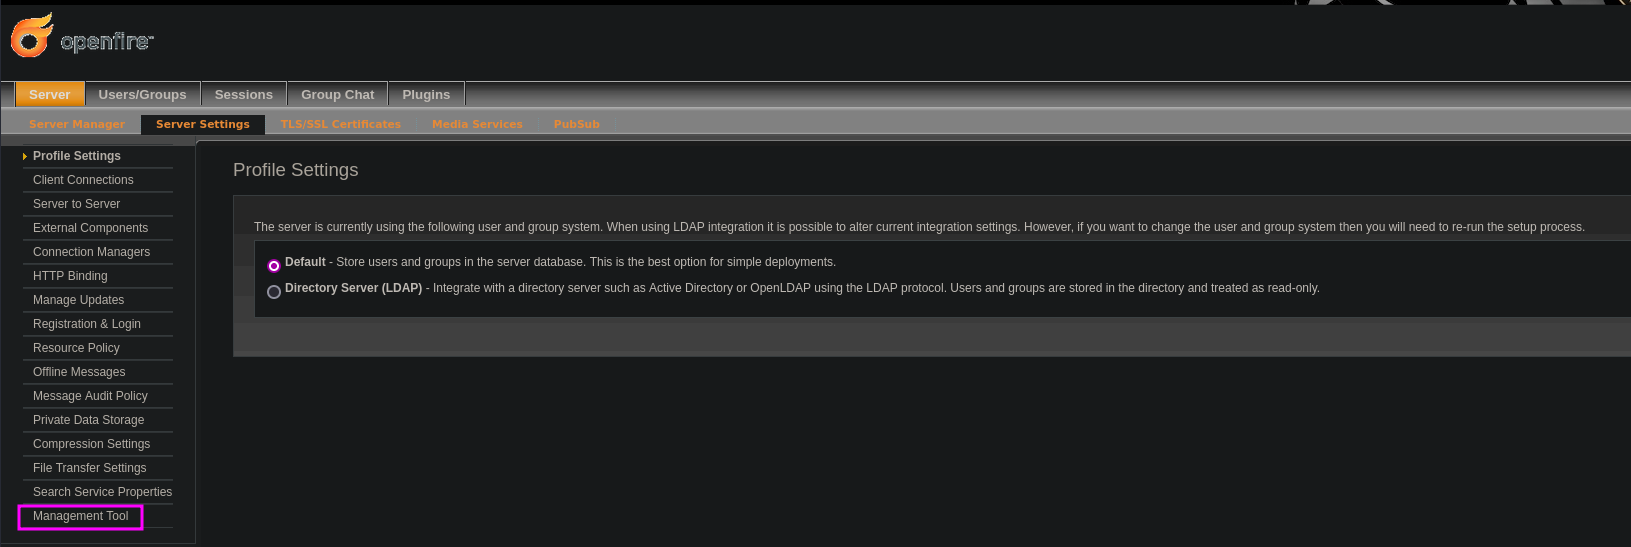 openfire™
Server Users/Groups Sessions Group Chat Plugins
Server Manager Server Settings TLS/SSL Certificates Media Services PubSub
Profile Settings
Client Connections
Server to Server
External Components
Connection Managers
HTTP Binding
Manage Updates
Registration & Login
Resource Policy
Offline Messages
Message Audit Policy
Private Data Storage
Compression Settings
File Transfer Settings
Search Service Properties
Management Tool
Profile Settings
The server is currently using the following user and group system. When using LDAP integration it is possible to alter current integration settings. However, if you want to change the user and group system then you will need to re-run the setup process.
Default - Store users and groups in the server database. This is the best option for simple deployments.
Directory Server (LDAP) - Integrate with a directory server such as Active Directory or OpenLDAP using the LDAP protocol. Users and groups are stored in the directory and treated as read-only.